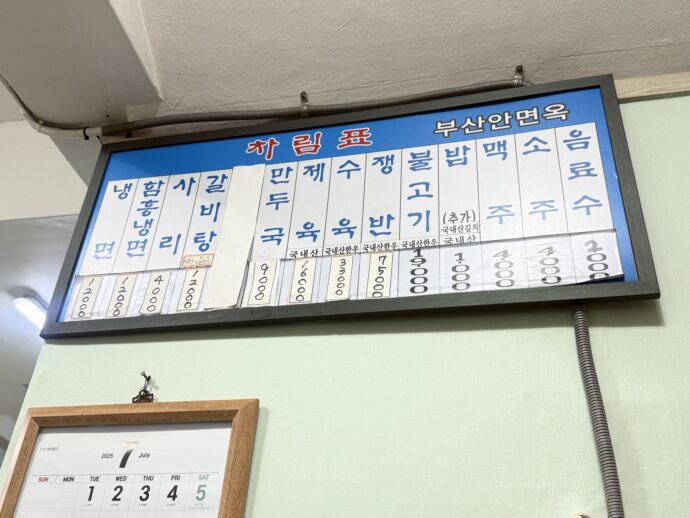 차림표
부산안면옥
냉면 12000
함흥냉면 12000
사리 4000
갈비탕 12000
만두국 9000
제육 국내산 16000
수육 국내산한우 33000
쟁반 국내산한우 75000
불고기 국내산한우
밥 (추가) 국내산김치 국내산 1000
맥주 4000
소주 4000
음료수 2000
2025 7 July
SUN MON TUE WED THU FRI SAT
1 2 3 4 5